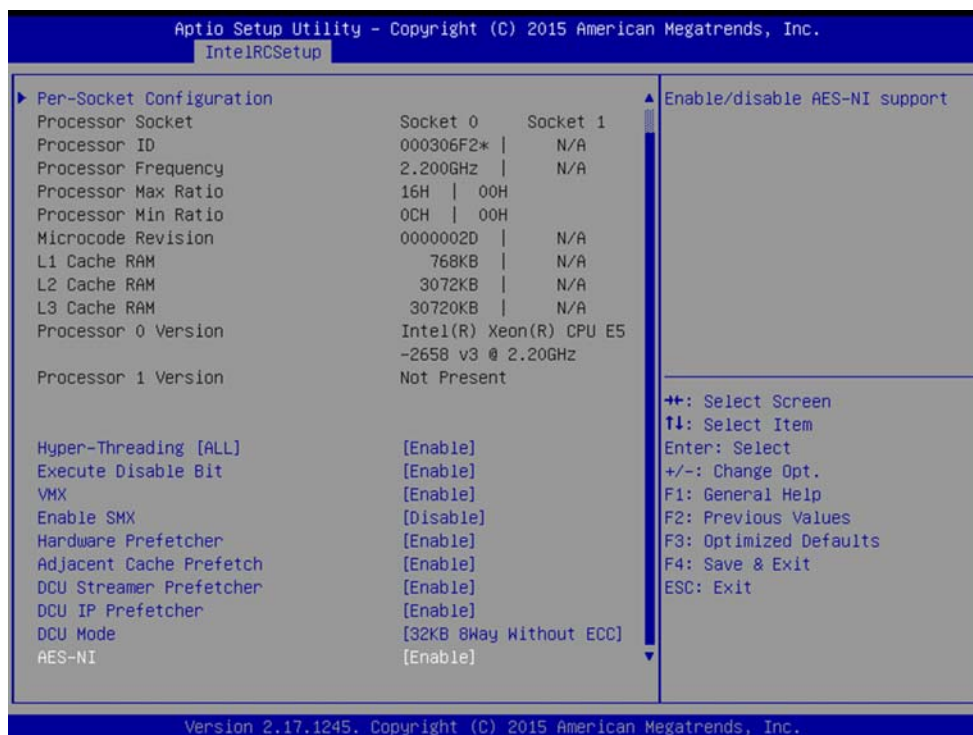 Aptio Setup Utility – Copyright (C) 2015 American Megatrends, Inc.
IntelRCSetup
Per-Socket Configuration
Processor Socket Socket 0 Socket 1
Processor ID 000306F2* | N/A
Processor Frequency 2.200GHz | N/A
Processor Max Ratio 16H | 00H
Processor Min Ratio 0CH | 00H
Microcode Revision 0000002D | N/A
L1 Cache RAM 768KB | N/A
L2 Cache RAM 3072KB | N/A
L3 Cache RAM 30720KB | N/A
Processor 0 Version Intel(R) Xeon(R) CPU E5
-2658 v3 @ 2.20GHz
Processor 1 Version Not Present
Hyper-Threading [ALL] [Enable]
Execute Disable Bit [Enable]
VMX [Enable]
Enable SMX [Disable]
Hardware Prefetcher [Enable]
Adjacent Cache Prefetch [Enable]
DCU Streamer Prefetcher [Enable]
DCU IP Prefetcher [Enable]
DCU Mode [32KB 8Way Without ECC]
AES-NI [Enable]
Enable/disable AES-NI support
→←: Select Screen
↑↓: Select Item
Enter: Select
+/-: Change Opt.
F1: General Help
F2: Previous Values
F3: Optimized Defaults
F4: Save & Exit
ESC: Exit
Version 2.17.1245. Copyright (C) 2015 American Megatrends, Inc.